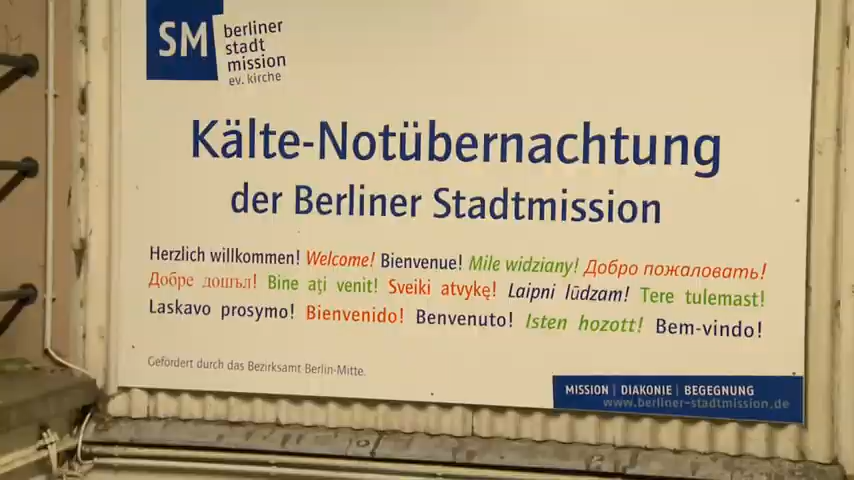 SM
berliner
stadt
mission
ev. kirche
Kälte-Notübernachtung
der Berliner Stadtmission
Herzlich willkommen! Welcome! Bienvenue! Mile widziany! Добро пожаловать!
Добре дошъл! Bine aţi venit! Sveiki atvykę! Laipni lūdzam! Tere tulemast!
Laskavo prosymo! Bienvenido! Benvenuto! Isten hozott! Bem-vindo!
Gefördert durch das Bezirksamt Berlin-Mitte.
MISSION | DIAKONIE | BEGEGNUNG
www.berliner-stadtmission.de